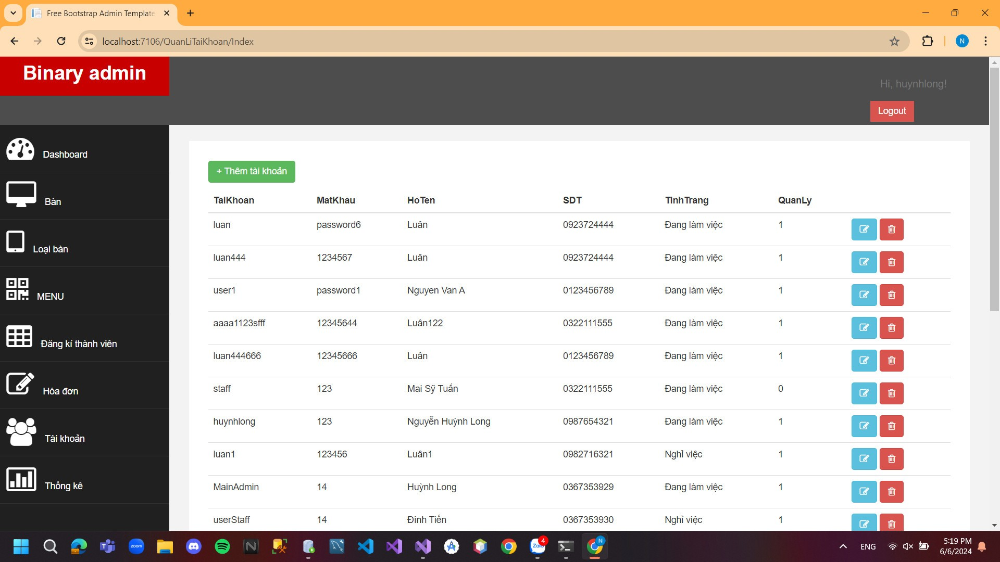 Free Bootstrap Admin Template
localhost:7106/QuanLiTaiKhoan/Index
N
Binary admin
Hi, huynhlong!
Logout
Dashboard
Bàn
Loại bàn
MENU
Đăng kí thành viên
Hóa đơn
Tài khoản
Thống kê
+ Thêm tài khoản
TaiKhoan MatKhau HoTen SDT TinhTrang QuanLy
luan password6 Luân 0923724444 Đang làm việc 1
luan444 1234567 Luân 0923724444 Đang làm việc 1
user1 password1 Nguyen Van A 0123456789 Đang làm việc 1
aaaa1123sfff 12345644 Luân122 0322111555 Đang làm việc 1
luan444666 12345666 Luân 0123456789 Đang làm việc 1
staff 123 Mai Sỹ Tuấn 0322111555 Đang làm việc 0
huynhlong 123 Nguyễn Huỳnh Long 0987654321 Đang làm việc 1
luan1 123456 Luân1 0982716321 Nghỉ việc 1
MainAdmin 14 Huỳnh Long 0367353929 Đang làm việc 1
userStaff 14 Đình Tiến 0367353930 Nghỉ việc 1
zoom
N
Zalo
4
N
ENG
5:19 PM
6/6/2024